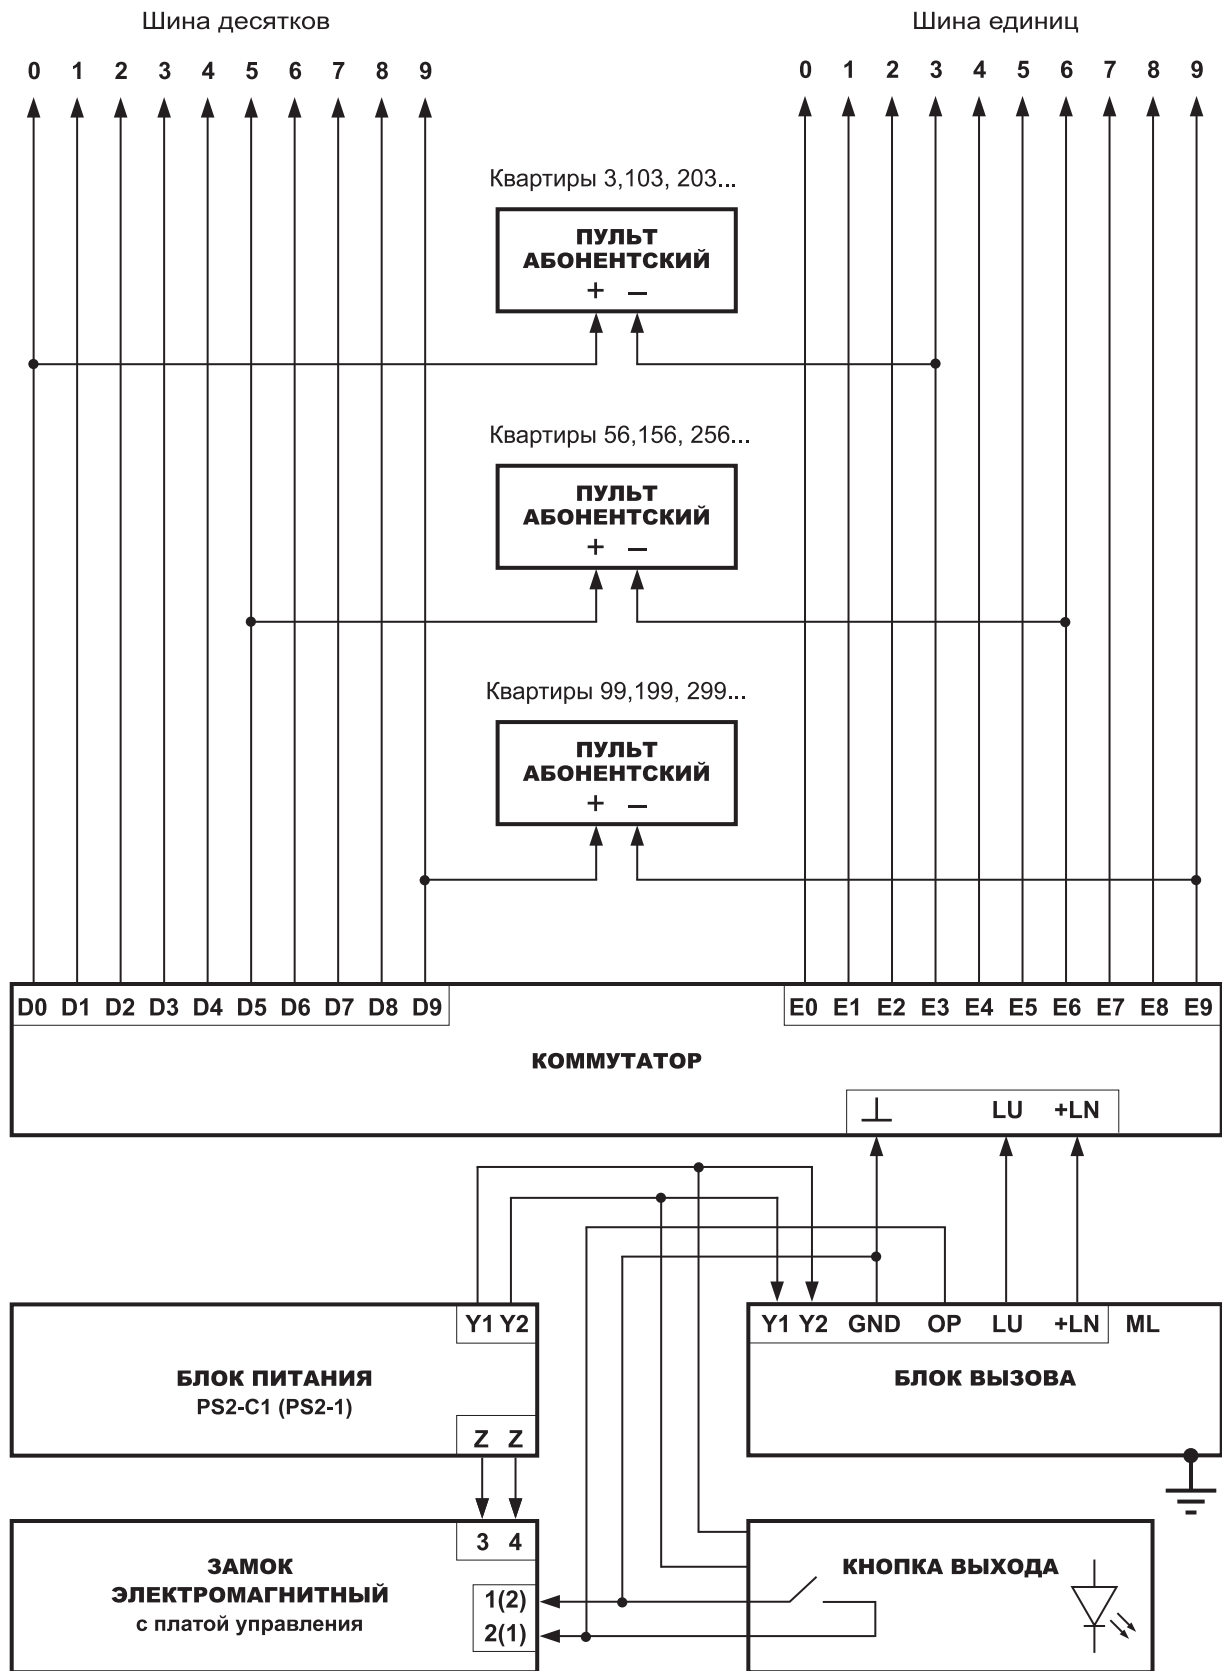 Шина десятков Шина единиц
0 1 2 3 4 5 6 7 8 9 0 1 2 3 4 5 6 7 8 9
Квартиры 3,103, 203...
ПУЛЬТ
АБОНЕНТСКИЙ
+ –
Квартиры 56,156, 256...
ПУЛЬТ
АБОНЕНТСКИЙ
+ –
Квартиры 99,199, 299...
ПУЛЬТ
АБОНЕНТСКИЙ
+ –
D0 D1 D2 D3 D4 D5 D6 D7 D8 D9 E0 E1 E2 E3 E4 E5 E6 E7 E8 E9
КОММУТАТОР
LU +LN
Y1 Y2
БЛОК ПИТАНИЯ
PS2-C1 (PS2-1)
Z Z
Y1 Y2 GND OP LU +LN ML
БЛОК ВЫЗОВА
3 4
ЗАМОК
ЭЛЕКТРОМАГНИТНЫЙ
с платой управления
1(2)
2(1)
КНОПКА ВЫХОДА